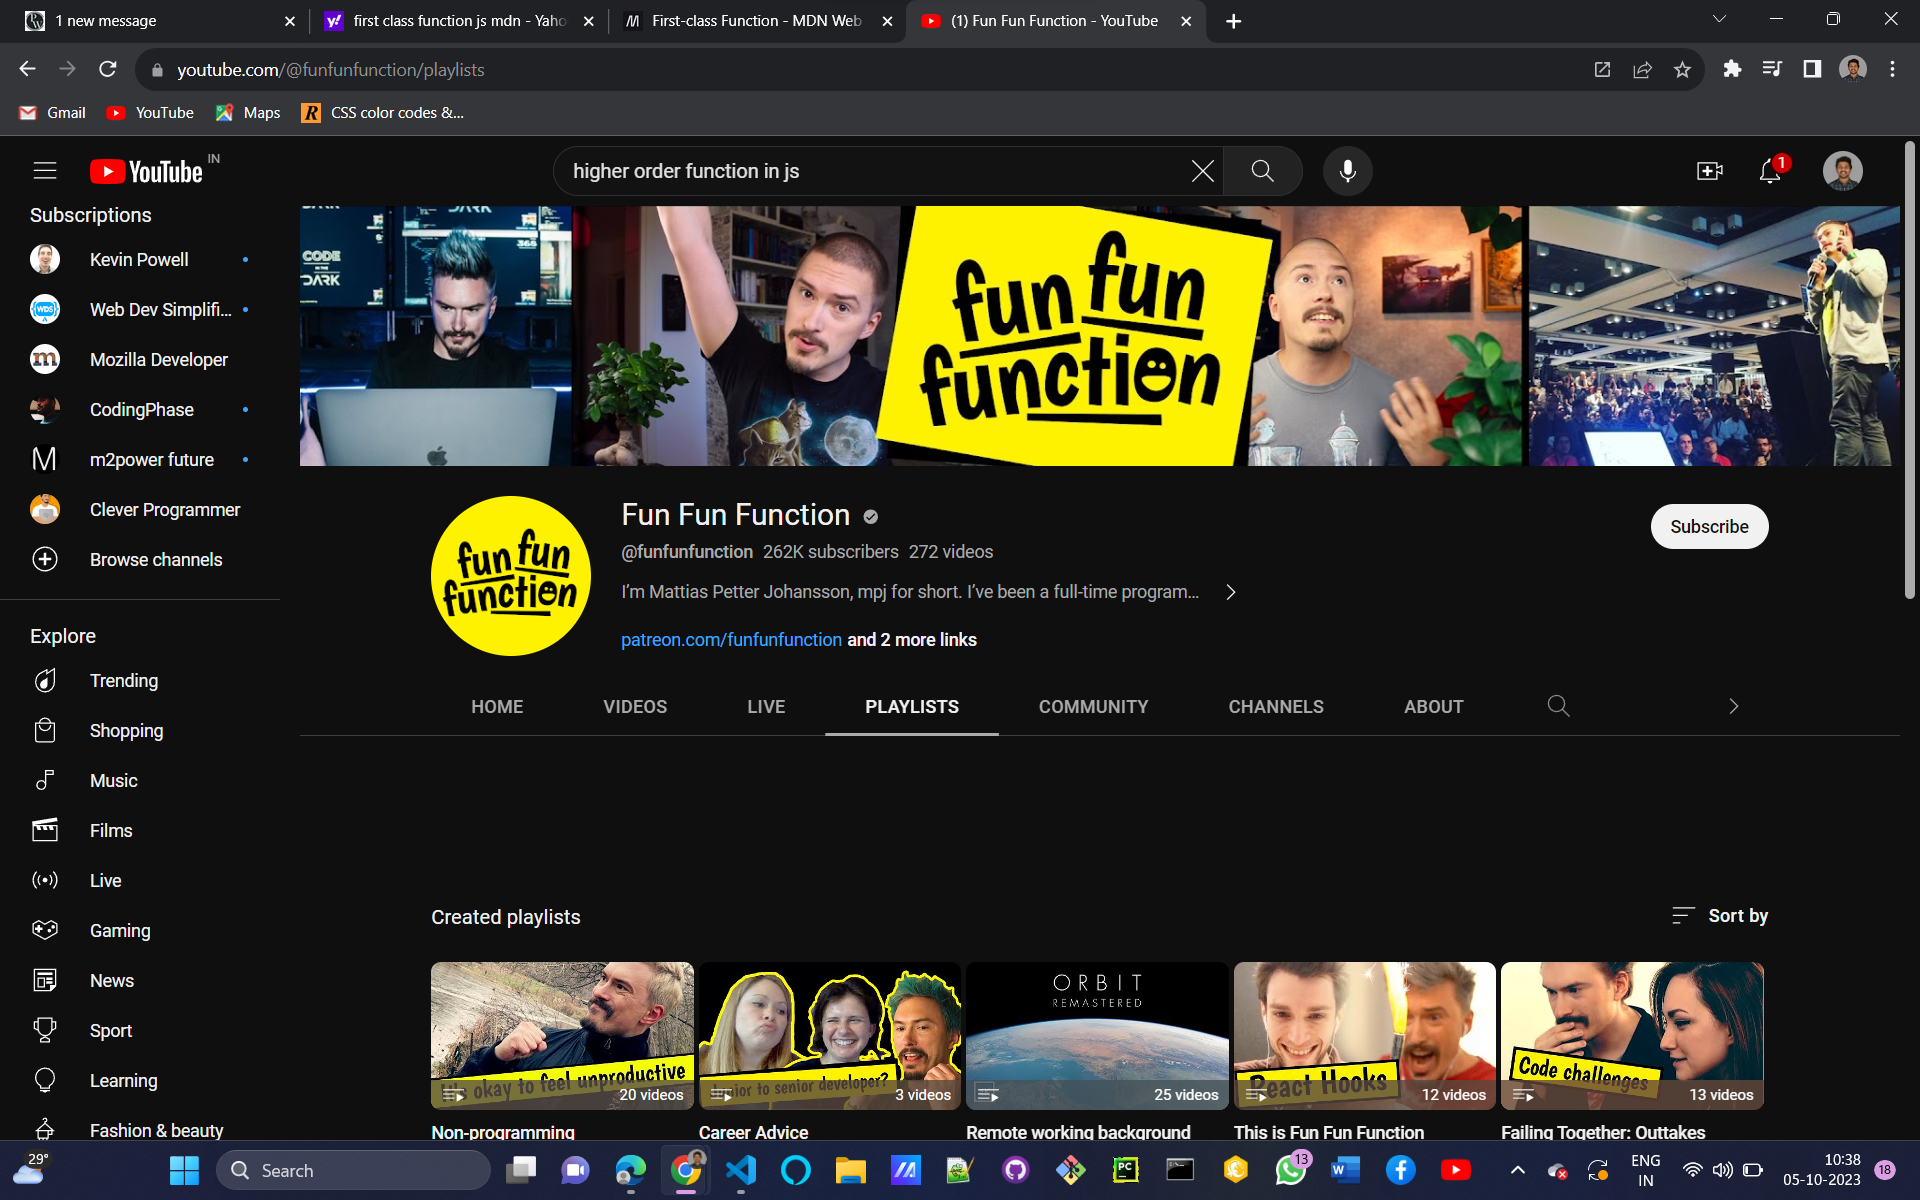 1 new message
first class function js mdn - Yaho
First-class Function - MDN Web
(1) Fun Fun Function - YouTube
youtube.com/@funfunfunction/playlists
Gmail
YouTube
Maps
R
CSS color codes &...
YouTube IN
higher order function in js
1
Subscriptions
Kevin Powell
Web Dev Simplifi...
Mozilla Developer
CodingPhase
m2power future
Clever Programmer
Browse channels
Explore
Trending
Shopping
Music
Films
Live
Gaming
News
Sport
Learning
Fashion & beauty
CODE
IN THE
DARK
fun fun
function
fun fun
function
Fun Fun Function
@funfunfunction 262K subscribers 272 videos
I'm Mattias Petter Johansson, mpj for short. I've been a full-time program...
patreon.com/funfunfunction and 2 more links
Subscribe
HOME
VIDEOS
LIVE
PLAYLISTS
COMMUNITY
CHANNELS
ABOUT
Created playlists
Sort by
okay to feel unproductive
20 videos
Non-programming
to senior developer?
3 videos
Career Advice
ORBIT
REMASTERED
25 videos
Remote working background
React Hooks
12 videos
This is Fun Fun Function
Code challenges
13 videos
Failing Together: Outtakes
29°
Search
PC
13
ENG
IN
10:38
05-10-2023
18